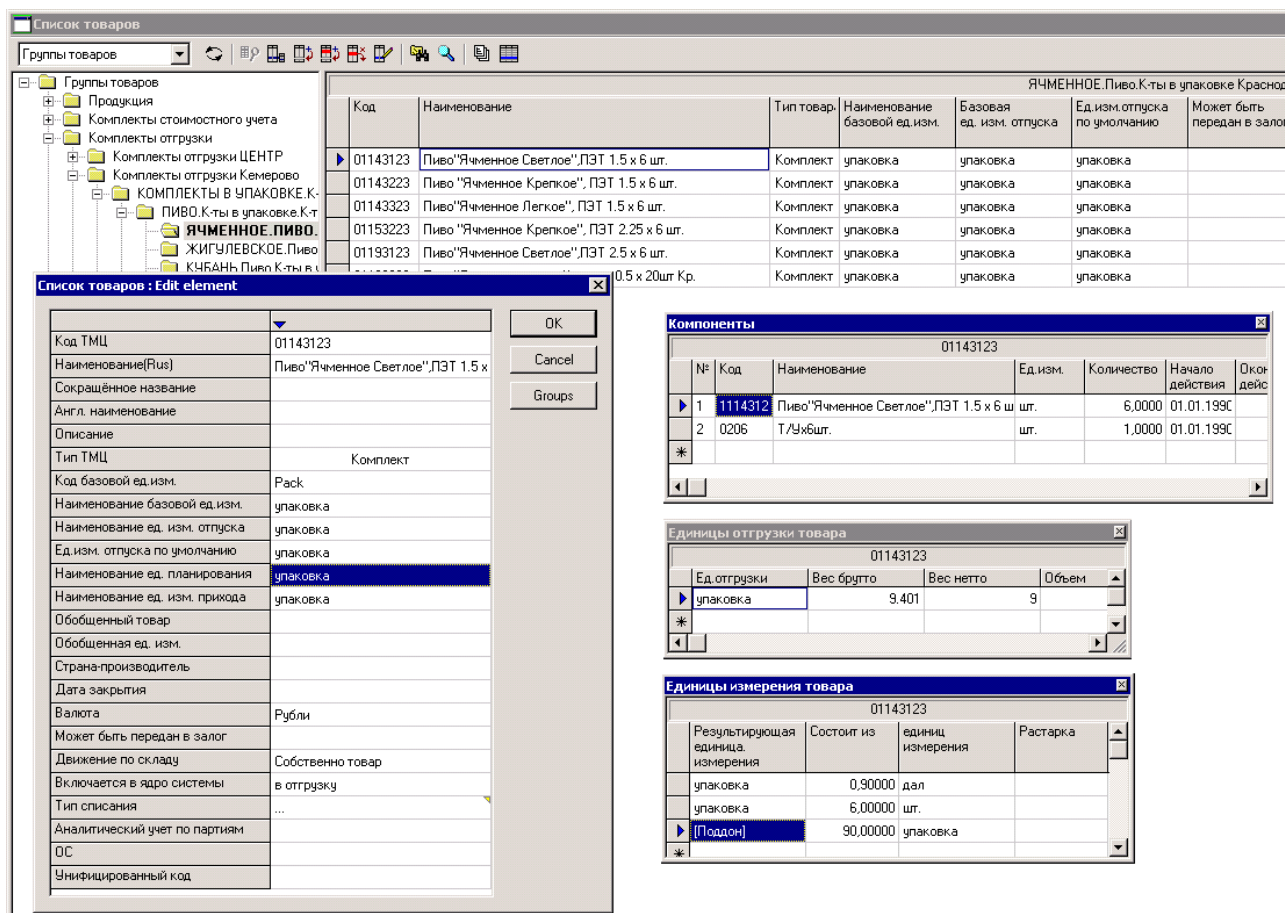 Список товаров
Группы товаров
Группы товаров
Продукция
Комплекты стоимостного учета
Комплекты отгрузки
Комплекты отгрузки ЦЕНТР
Комплекты отгрузки Кемерово
КОМПЛЕКТЫ В УПАКОВКЕ.К-
ПИВО.К-ты в упаковке.К-т
ЯЧМЕННОЕ.ПИВО.
ЖИГУЛЕВСКОЕ.Пиво
КУБАНЬ.Пиво.К-ты в у
ЯЧМЕННОЕ.Пиво.К-ты в упаковке Краснод
Код Наименование Тип товар. Наименование базовой ед.изм. Базовая ед. изм. отпуска Ед.изм.отпуска по умолчанию Может быть передан в залог
01143123 Пиво"Ячменное Светлое",ПЭТ 1.5 х 6 шт. Комплект упаковка упаковка упаковка
01143223 Пиво "Ячменное Крепкое", ПЭТ 1.5 х 6 шт. Комплект упаковка упаковка упаковка
01143323 Пиво"Ячменное Легкое", ПЭТ 1.5 х 6 шт. Комплект упаковка упаковка упаковка
01153223 Пиво "Ячменное Крепкое", ПЭТ 2.25 х 6 шт. Комплект упаковка упаковка упаковка
01193123 Пиво"Ячменное Светлое",ПЭТ 2.5 х 6 шт. Комплект упаковка упаковка упаковка
0.5 х 20шт Кр. Комплект упаковка упаковка упаковка
Список товаров : Edit element
Код ТМЦ 01143123
Наименование(Rus) Пиво"Ячменное Светлое",ПЭТ 1.5 х
Сокращённое название
Англ. наименование
Описание
Тип ТМЦ Комплект
Код базовой ед.изм. Pack
Наименование базовой ед.изм. упаковка
Наименование ед. изм. отпуска упаковка
Ед.изм. отпуска по умолчанию упаковка
Наименование ед. планирования упаковка
Наименование ед. изм. прихода упаковка
Обобщенный товар
Обобщенная ед. изм.
Страна-производитель
Дата закрытия
Валюта Рубли
Может быть передан в залог
Движение по складу Собственно товар
Включается в ядро системы в отгрузку
Тип списания ...
Аналитический учет по партиям
ОС
Унифицированный код
OK
Cancel
Groups
Компоненты
01143123
№ Код Наименование Ед.изм. Количество Начало действия Окон дейс
1 1114312 Пиво"Ячменное Светлое",ПЭТ 1.5 х 6 ш шт. 6,0000 01.01.1990
2 0206 Т/Ух6шт. шт. 1,0000 01.01.1990
Единицы отгрузки товара
01143123
Ед.отгрузки Вес брутто Вес нетто Объем
упаковка 9.401 9
Единицы измерения товара
01143123
Результирующая единица. измерения Состоит из единиц измерения Растарка
упаковка 0,90000 дал
упаковка 6,00000 шт.
[Поддон] 90,00000 упаковка